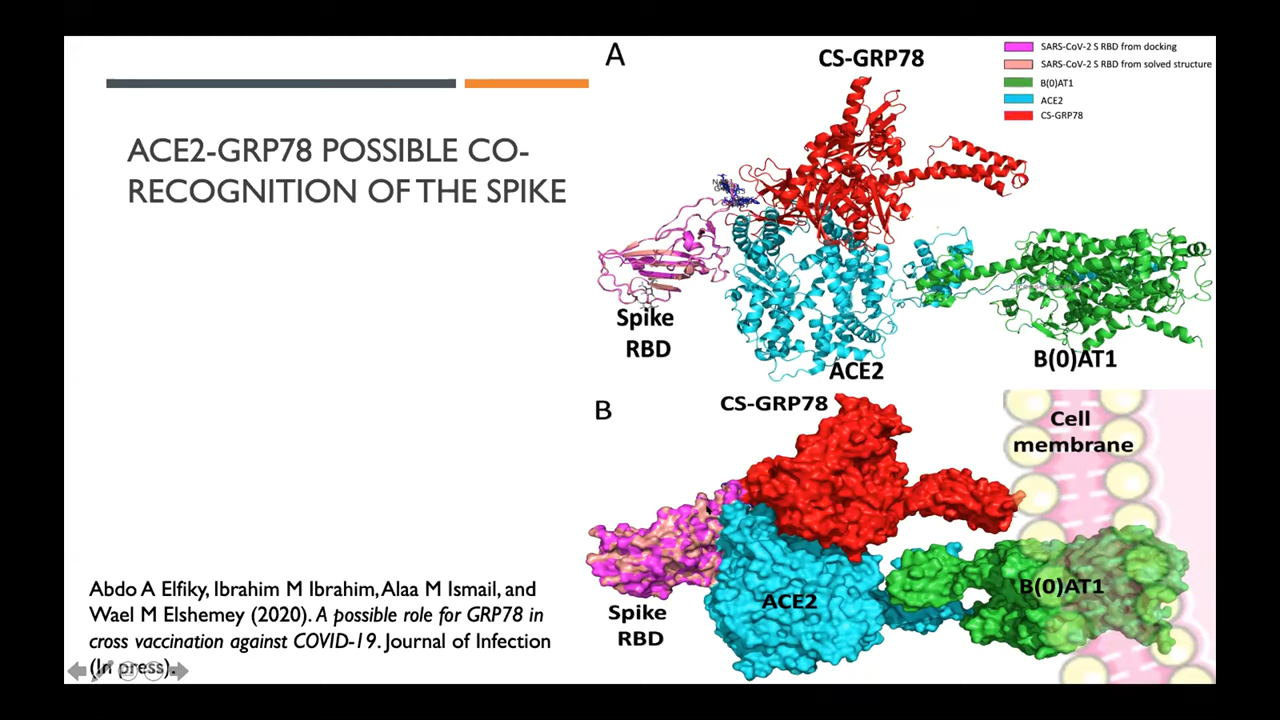 ACE2-GRP78 POSSIBLE CO-
RECOGNITION OF THE SPIKE
Abdo A Elfiky, Ibrahim M Ibrahim, Alaa M Ismail, and
Wael M Elshemey (2020). A possible role for GRP78 in
cross vaccination against COVID-19. Journal of Infection
(In press).
A
CS-GRP78
SARS-CoV-2 S RBD from docking
SARS-CoV-2 S RBD from solved structure
B(0)AT1
ACE2
CS-GRP78
Spike
RBD
ACE2
B(0)AT1
B
CS-GRP78
Cell
membrane
ACE2
B(0)AT1
Spike
RBD